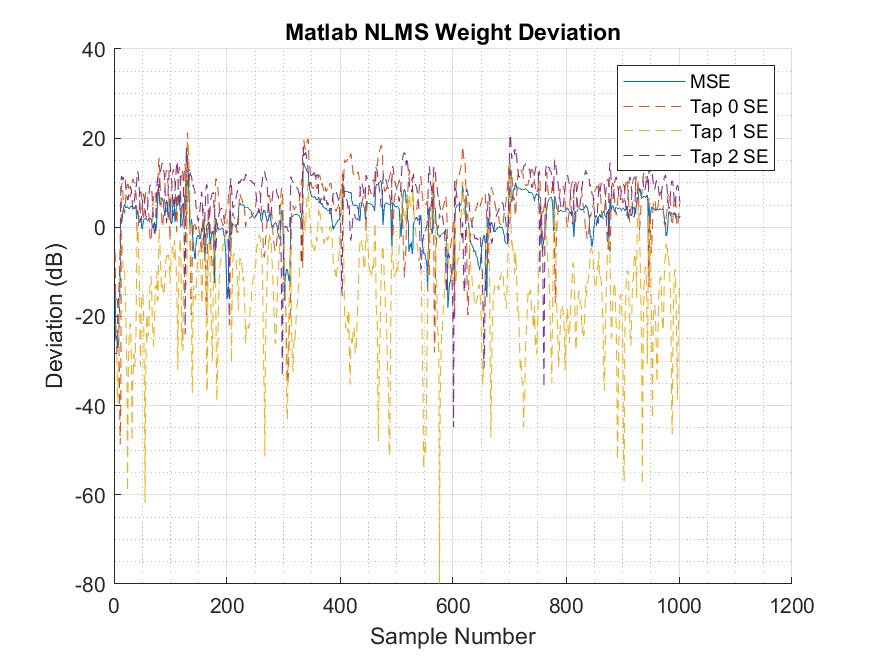 Matlab NLMS Weight Deviation
40
20
0
-20
-40
-60
-80
Deviation (dB)
MSE
Tap 0 SE
Tap 1 SE
Tap 2 SE
0 200 400 600 800 1000 1200
Sample Number